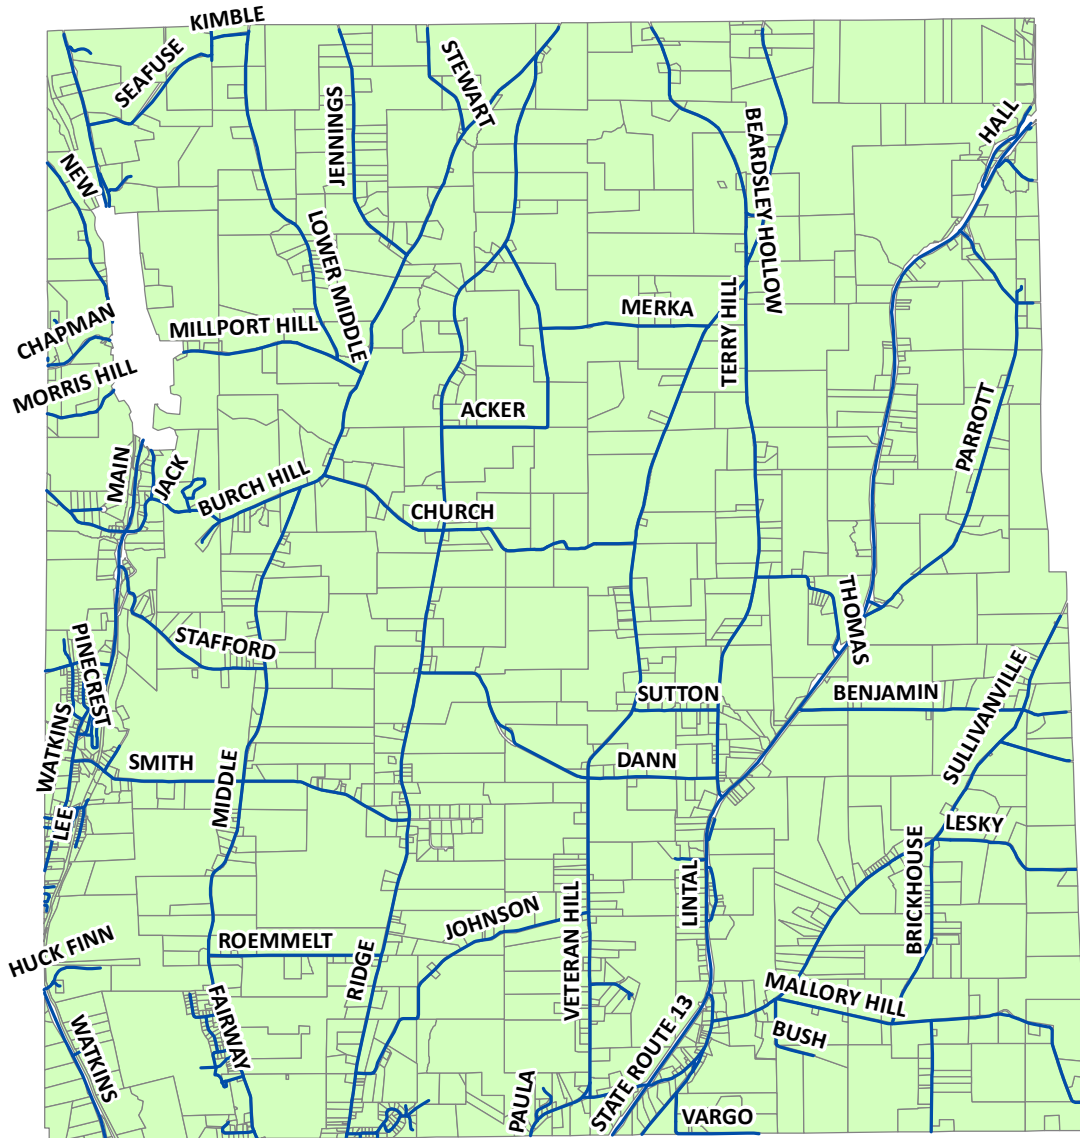 KIMBLE
SEAFUSE
STEWART
JENNINGS
HALL
BEARDSLEY HOLLOW
NEW
LOWER MIDDLE
CHAPMAN
MILLPORT HILL
MERKA
TERRY HILL
MORRIS HILL
ACKER
PARROTT
MAIN
JACK
BURCH HILL
CHURCH
THOMAS
STAFFORD
PINECREST
SUTTON
BENJAMIN
SULLIVANVILLE
WATKINS
SMITH
DANN
MIDDLE
LEE
LESKY
BRICKHOUSE
LINTAL
VETERAN HILL
JOHNSON
ROEMMELT
RIDGE
HUCK FINN
MALLORY HILL
FAIRWAY
BUSH
STATE ROUTE 13
WATKINS
PAULA
VARGO